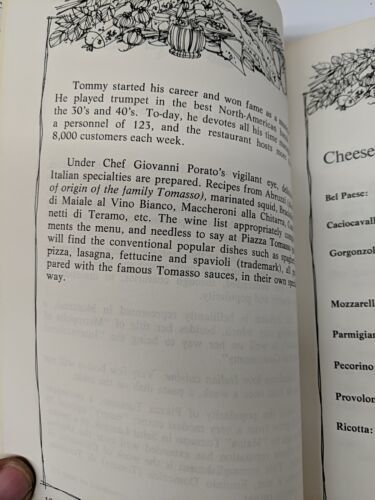 Tommy started his career and won fame as a
He played trumpet in the best North-American
the 30's and 40's. To-day, he devotes all his time
a personnel of 123, and the restaurant hosts
8,000 customers each week.
Under Chef Giovanni Porato's vigilant eye,
Italian specialties are prepared. Recipes from Abruzzi
of origin of the family Tomasso), marinated squid,
di Maiale al Vino Bianco, Maccheroni alla Chitarra,
netti di Teramo, etc. The wine list appropriately
ments the menu, and needless to say at Piazza Tomasso
will find the conventional popular dishes such as
pizza, lasagna, fettucine and spavioli (trademark), all
pared with the famous Tomasso sauces, in their own
way.
Cheese
Bel Paese:
Caciocavall
Gorgonzol
Mozzarell
Parmigian
Pecorino
Provolon
Ricotta: